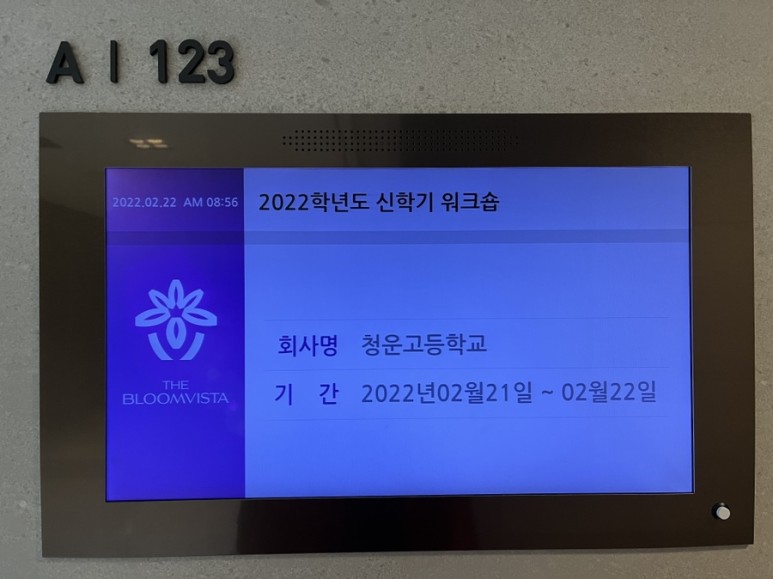 A | 123
2022.02.22 AM 08:56
2022학년도 신학기 워크숍
THE
BLOOMVISTA
회사명 청운고등학교
기 간 2022년02월21일 ~ 02월22일